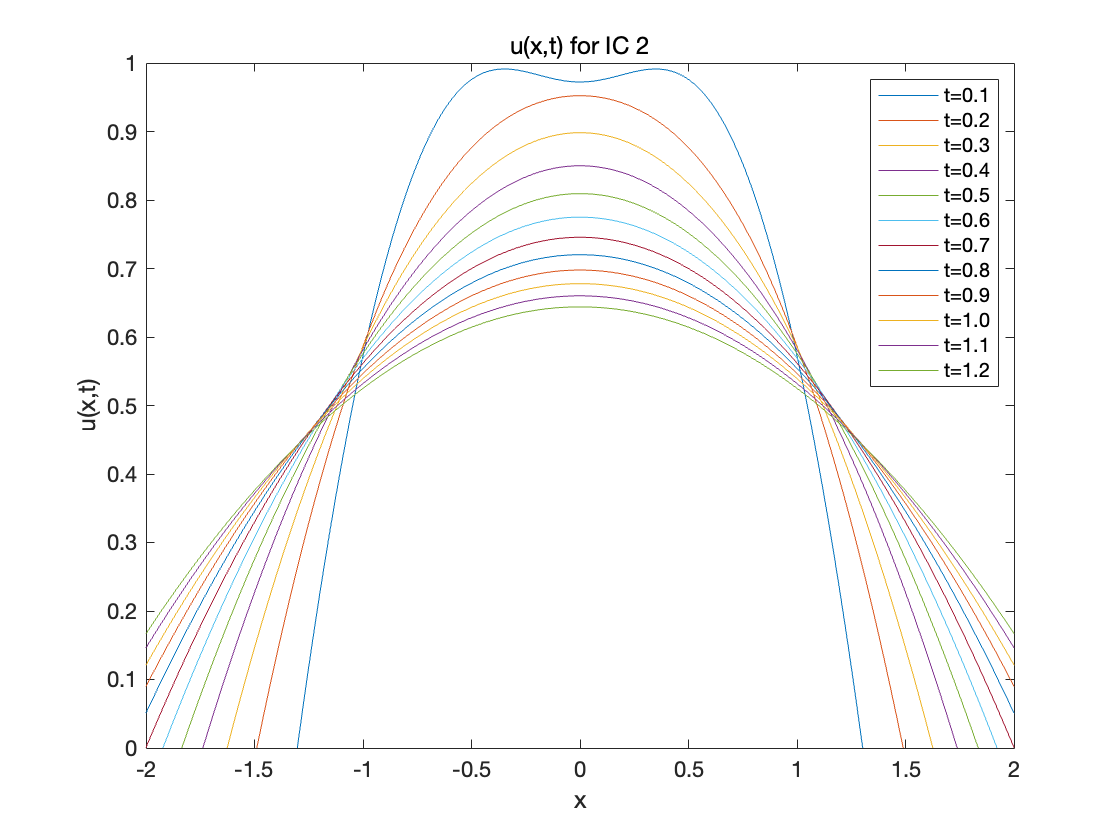 u(x,t) for IC 2
u(x,t)
1
0.9
0.8
0.7
0.6
0.5
0.4
0.3
0.2
0.1
0
-2
-1.5
-1
-0.5
0
0.5
1
1.5
2
x
t=0.1
t=0.2
t=0.3
t=0.4
t=0.5
t=0.6
t=0.7
t=0.8
t=0.9
t=1.0
t=1.1
t=1.2